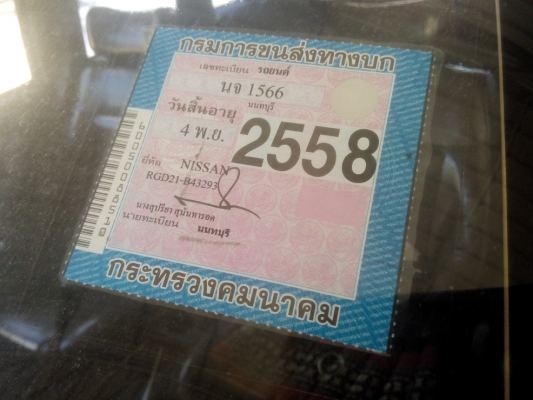 กรมการขนส่งทางบก
เลขทะเบียน รถยนต์
นจ 1566
นนทบุรี
วันสิ้นอายุ
4 พ.ย. 2558
ยี่ห้อ NISSAN
RGD21-B43293
นายทะเบียน นนทบุรี
กระทรวงคมนาคม